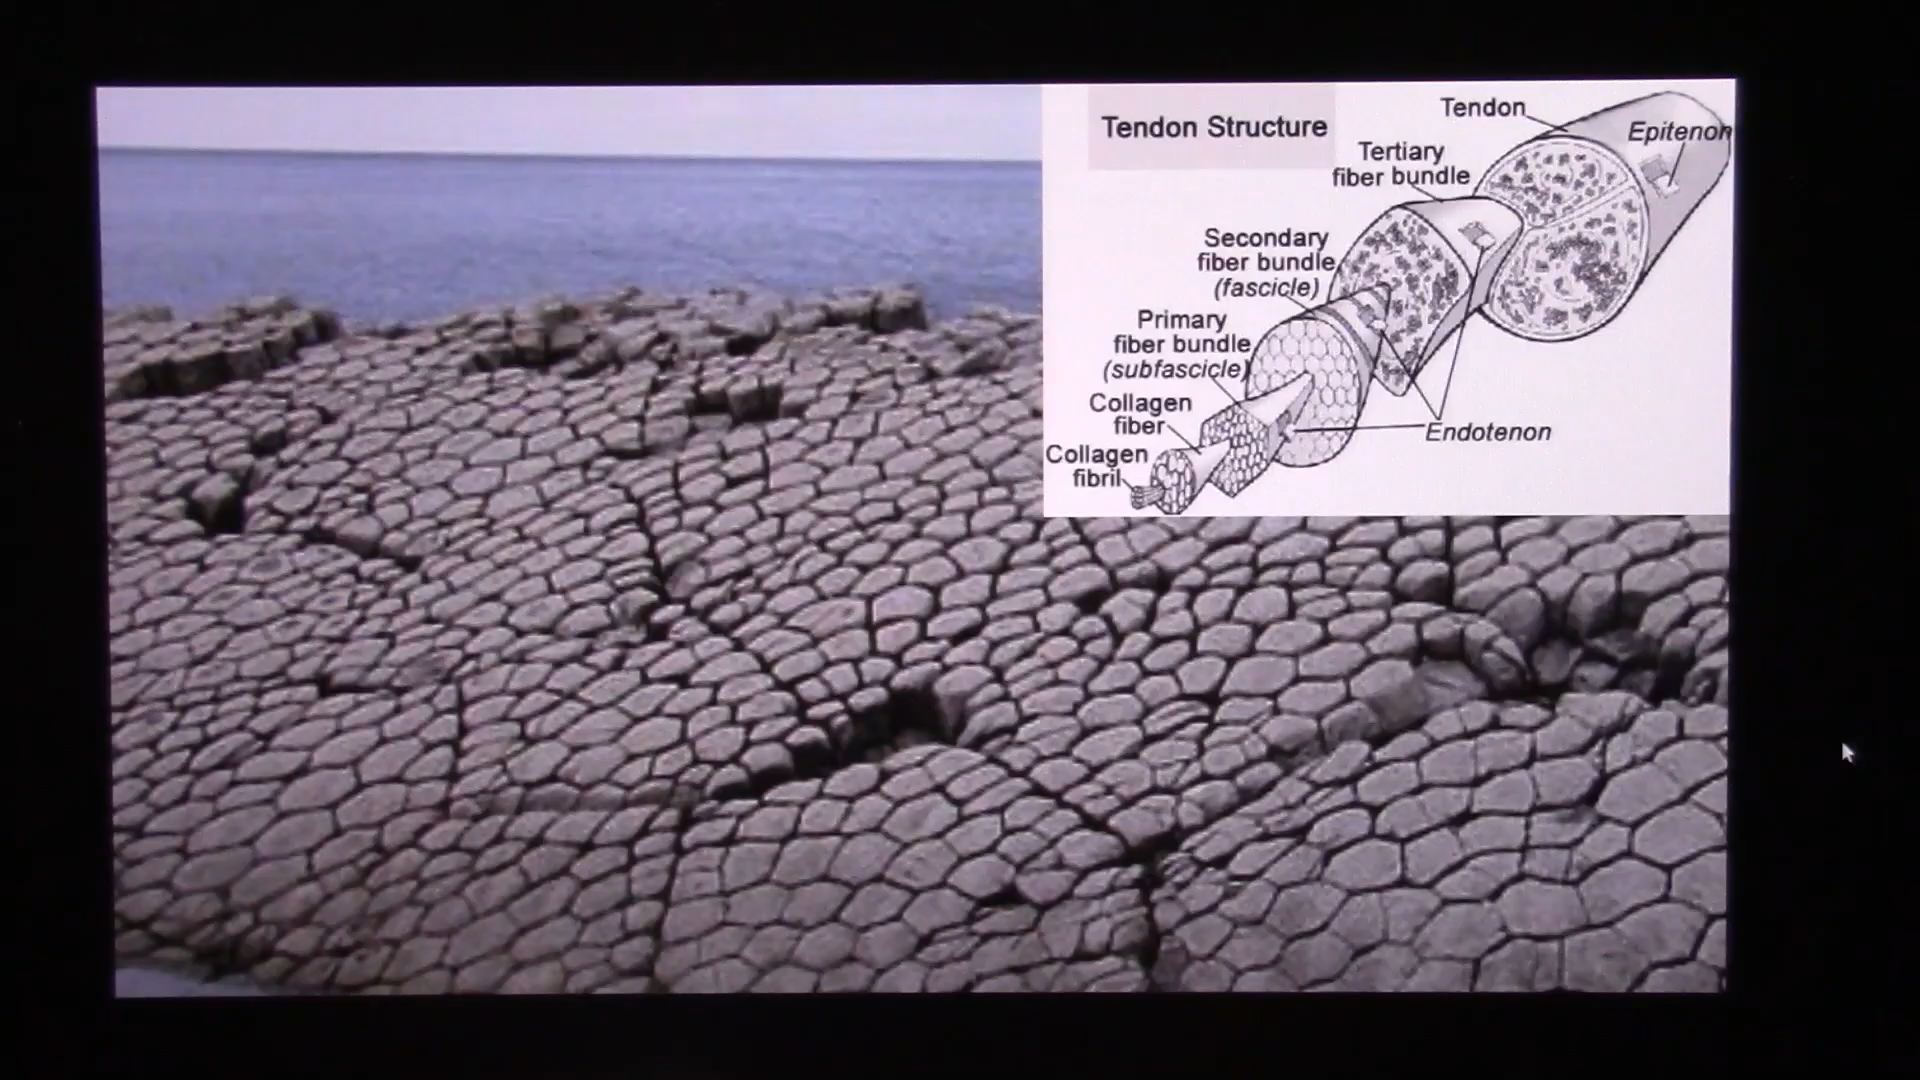 Tendon Structure
Tendon
Epitenon
Tertiary
fiber bundle
Secondary
fiber bundle
(fascicle)
Primary
fiber bundle
(subfascicle)
Collagen
fiber
Collagen
fibril
Endotenon